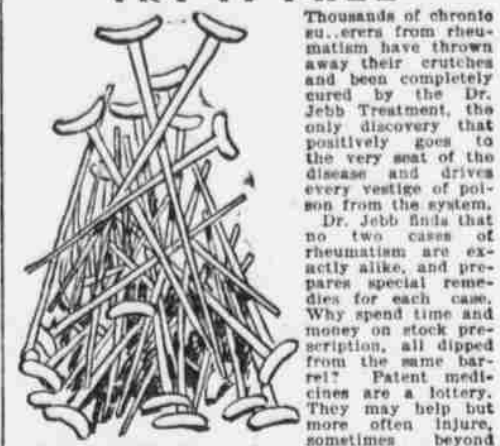 Thousands of chronic
su..erers from rheu-
matism have thrown
away their crutches
and been completely
cured by the Dr.
Jebb Treatment, the
only discovery that
positively goes to
the very seat of the
disease and drives
every vestige of poi-
son from the system.
Dr. Jebb finds that
no two cases of
rheumatism are ex-
actly alike, and pre-
pares special reme-
dies for each case.
Why spend time and
money on stock pre-
scription, all dipped
from the same bar-
rel? Patent medi-
cines are a lottery.
They may help but
more often injure,
sometimes beyond